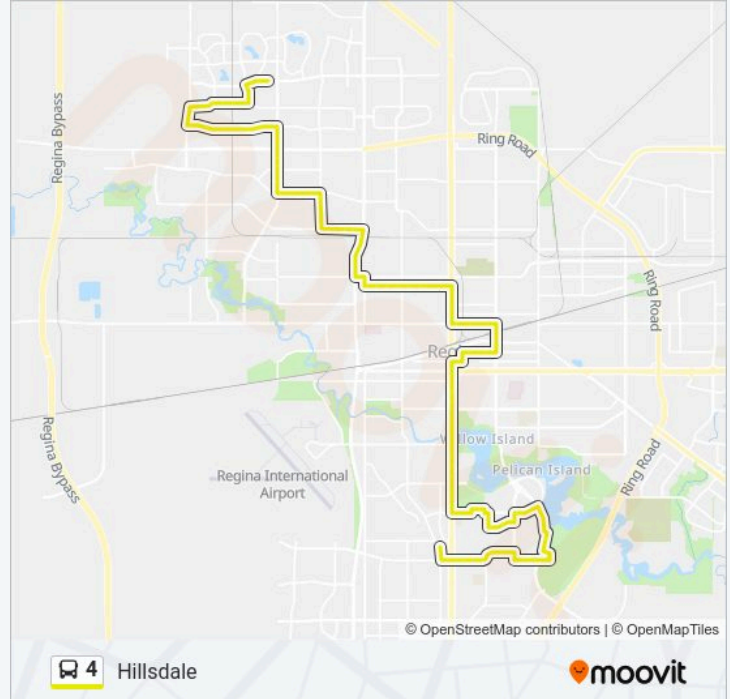 Regina Bypass
Ring Road
Ring Road
Reg
Willow Island
Pelican Island
Regina International
Airport
Ring Road
Regina Bypass
© OpenStreetMap contributors | © OpenMapTiles
4 Hillsdale
moovit